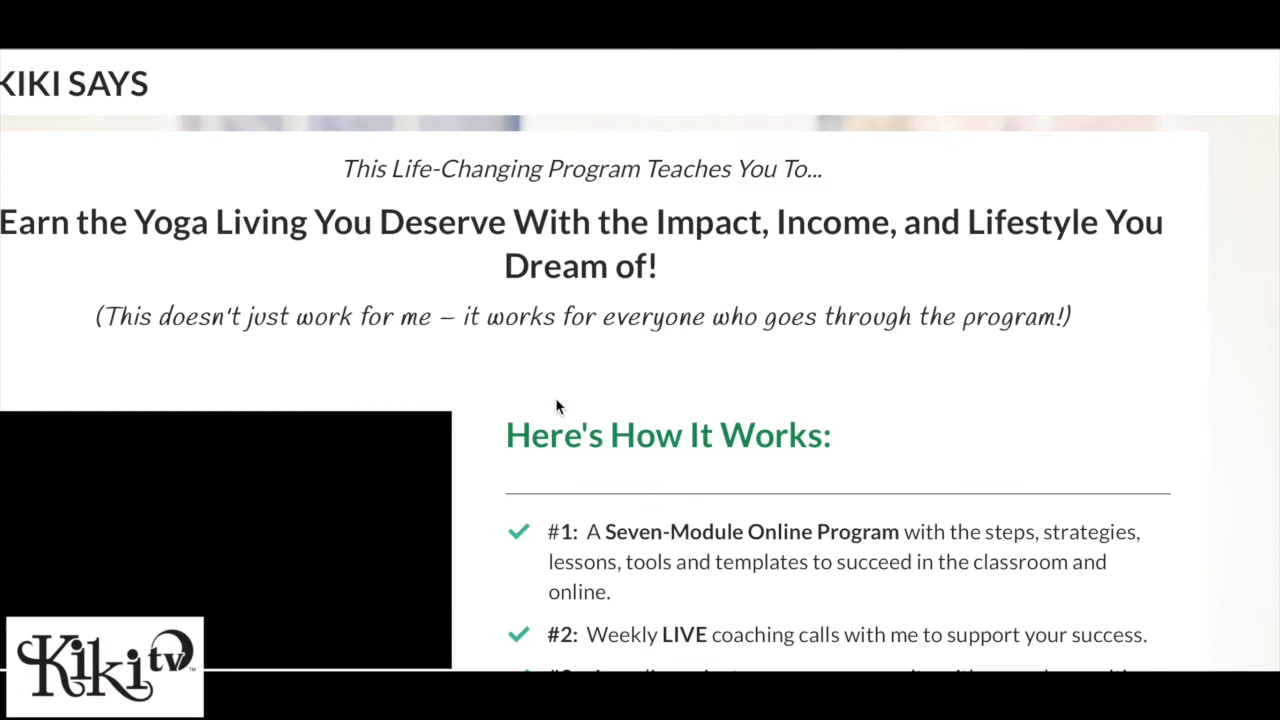 KIKI SAYS
This Life-Changing Program Teaches You To...
Earn the Yoga Living You Deserve With the Impact, Income, and Lifestyle You
Dream of!
(This doesn't just work for me – it works for everyone who goes through the program!)
Here's How It Works:
#1: A Seven-Module Online Program with the steps, strategies,
lessons, tools and templates to succeed in the classroom and
online.
#2: Weekly LIVE coaching calls with me to support your success.
Kiki tv™